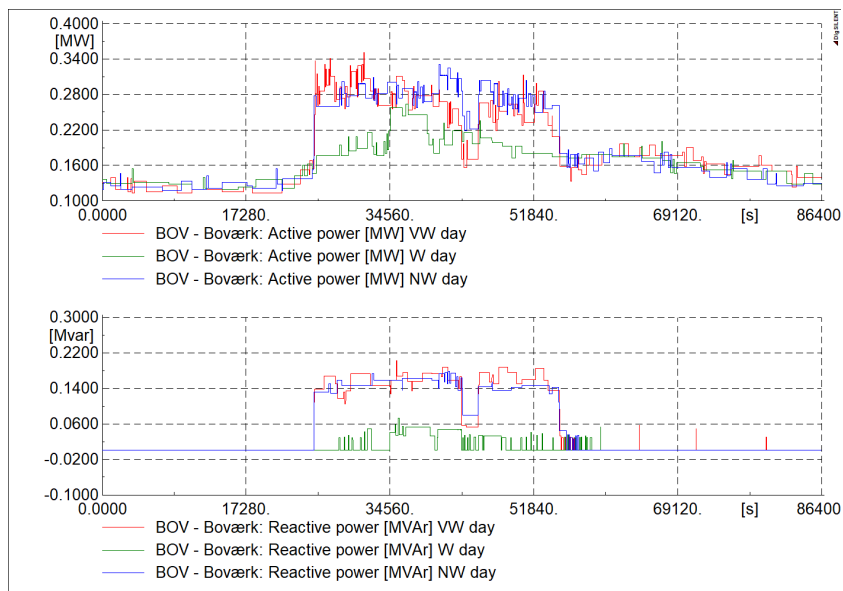 DIgSILENT
0.4000
[MW]
0.3400
0.2800
0.2200
0.1600
0.1000
0.0000 17280. 34560. 51840. 69120. [s] 86400
BOV - Boværk: Active power [MW] VW day
BOV - Boværk: Active power [MW] W day
BOV - Boværk: Active power [MW] NW day
0.3000
[Mvar]
0.2200
0.1400
0.0600
-0.0200
-0.1000
0.0000 17280. 34560. 51840. 69120. [s] 86400
BOV - Boværk: Reactive power [MVAr] VW day
BOV - Boværk: Reactive power [MVAr] W day
BOV - Boværk: Reactive power [MVAr] NW day